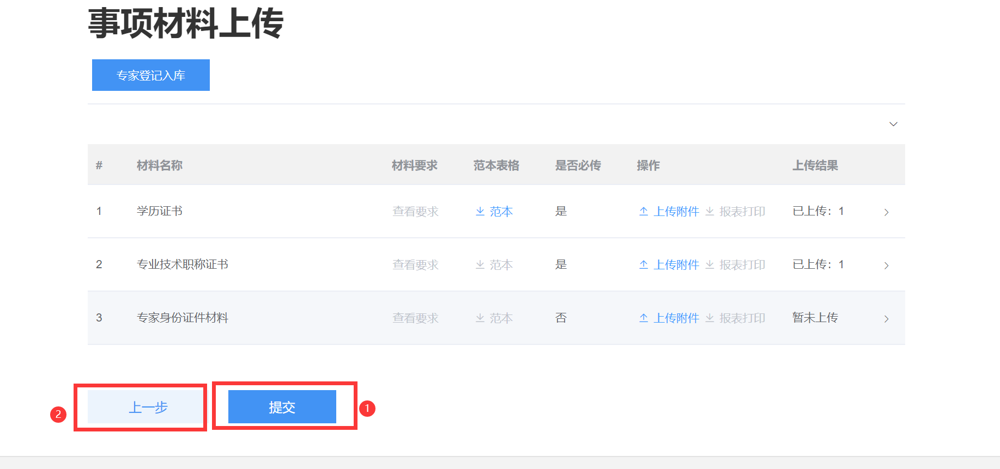 事项材料上传
专家登记入库
# 材料名称 材料要求 范本表格 是否必传 操作 上传结果
1 学历证书 查看要求 范本 是 上传附件 报表打印 已上传：1
2 专业技术职称证书 查看要求 范本 是 上传附件 报表打印 已上传：1
3 专家身份证件材料 查看要求 范本 否 上传附件 报表打印 暂未上传
2 上一步 提交 1